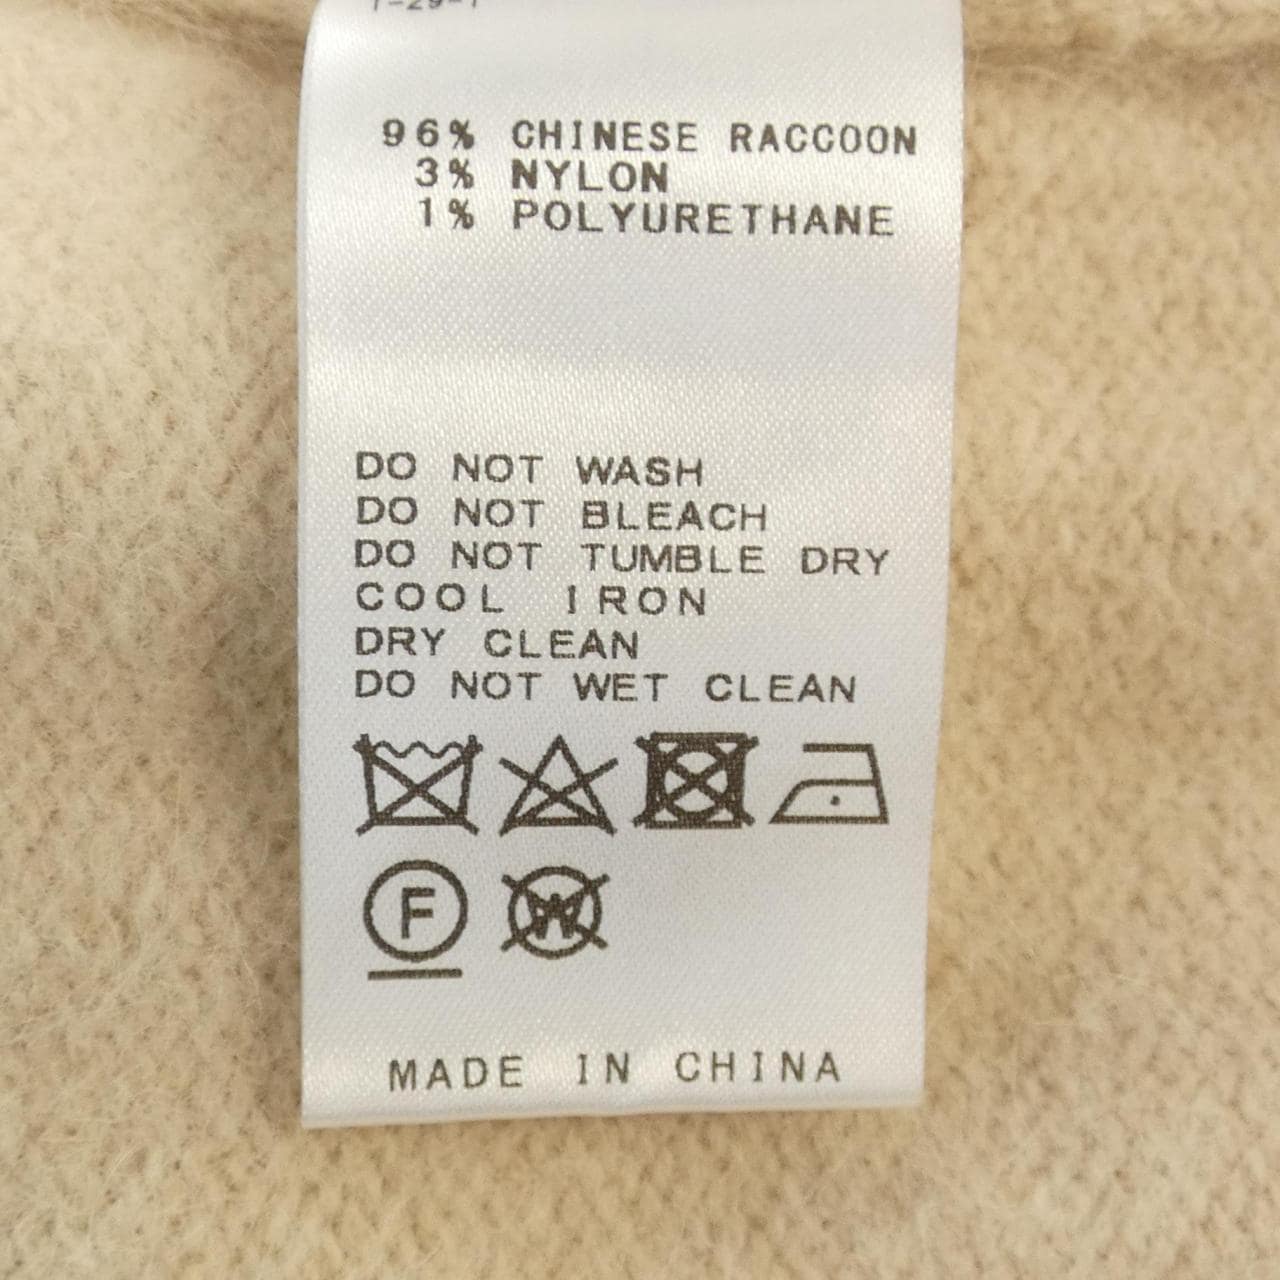 96% CHINESE RACCOON
3% NYLON
1% POLYURETHANE
DO NOT WASH
DO NOT BLEACH
DO NOT TUMBLE DRY
COOL IRON
DRY CLEAN
DO NOT WET CLEAN
F W
MADE IN CHINA